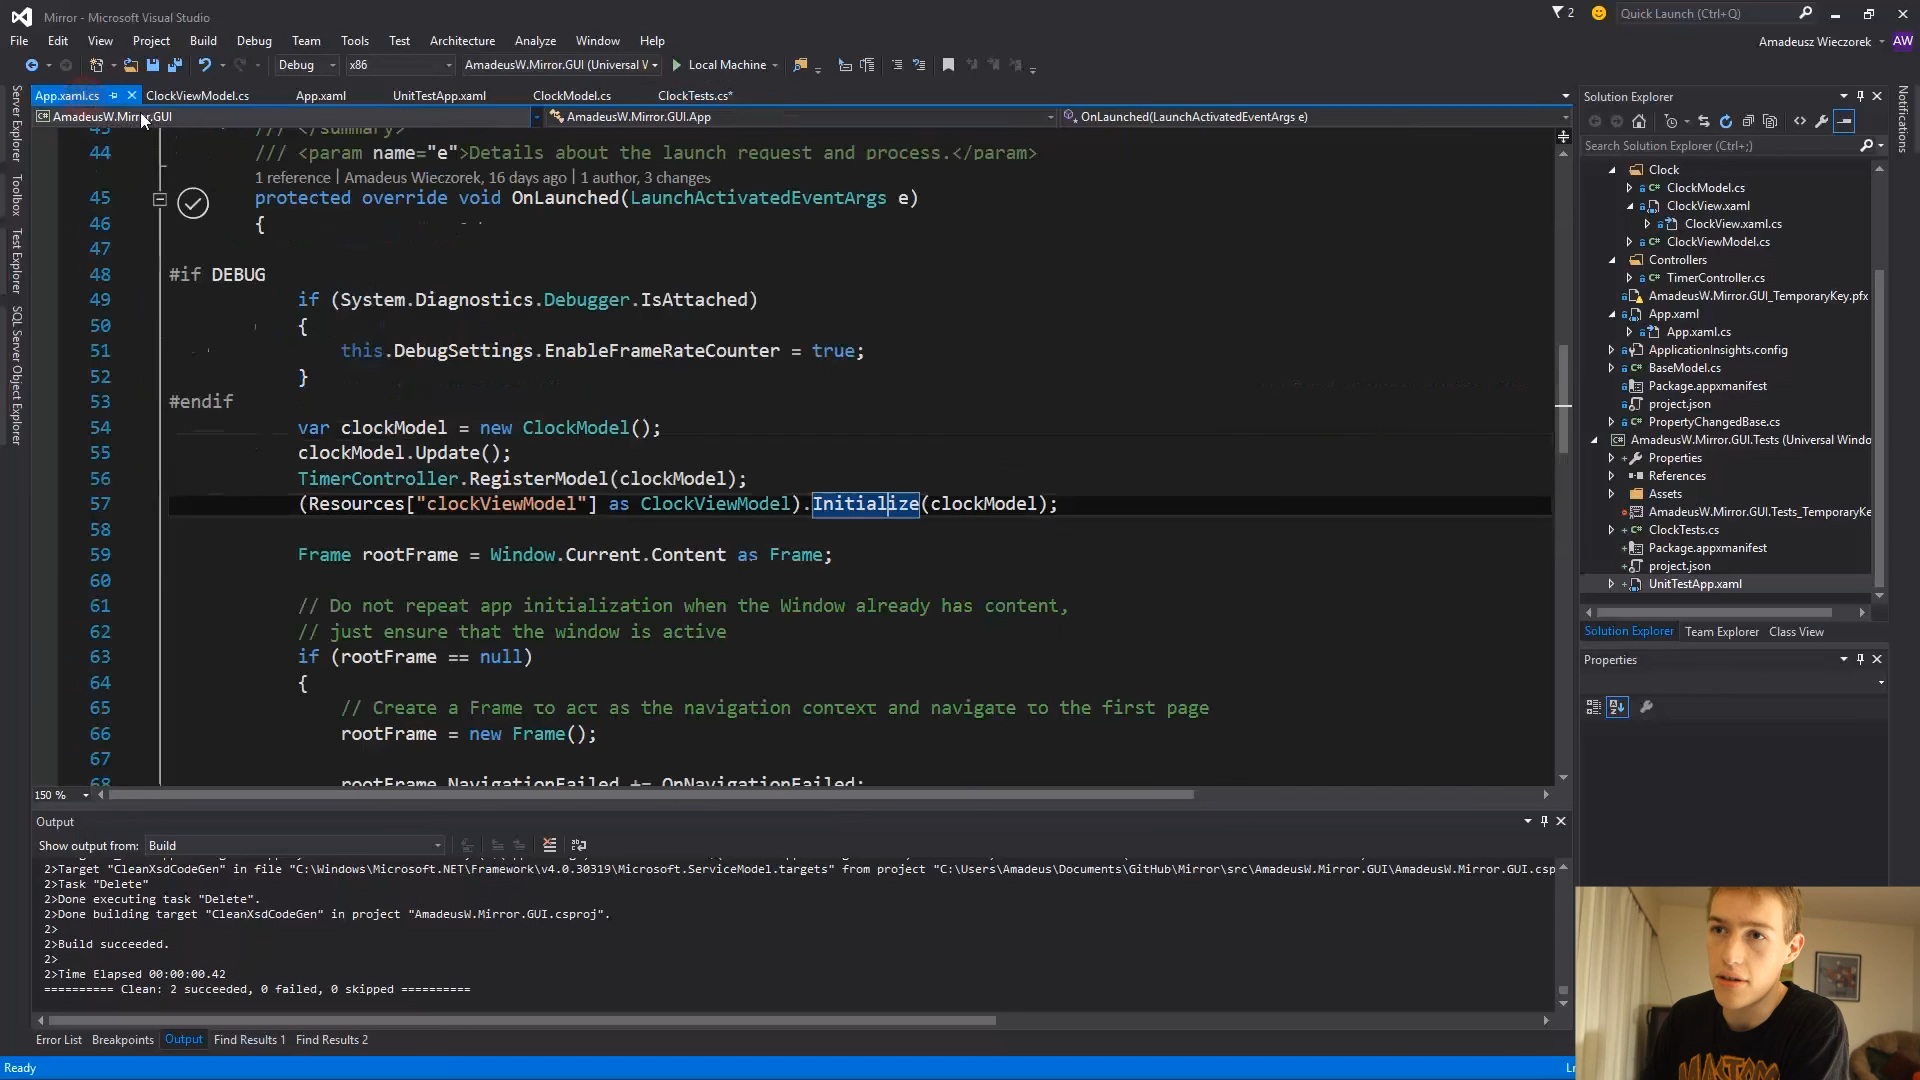 Mirror - Microsoft Visual Studio
2
Quick Launch (Ctrl+Q)
File Edit View Project Build Debug Team Tools Test Architecture Analyze Window Help
Amadeusz Wieczorek AW
Debug x86 AmadeusW.Mirror.GUI (Universal V Local Machine
App.xaml.cs ClockViewModel.cs App.xaml UnitTestApp.xaml ClockModel.cs ClockTests.cs*
AmadeusW.Mirror.GUI AmadeusW.Mirror.GUI.App OnLaunched(LaunchActivatedEventArgs e)
/// </summary>
44 /// <param name="e">Details about the launch request and process.</param>
1 reference | Amadeus Wieczorek, 16 days ago | 1 author, 3 changes
45 protected override void OnLaunched(LaunchActivatedEventArgs e)
46 {
47
48 #if DEBUG
49 if (System.Diagnostics.Debugger.IsAttached)
50 {
51 this.DebugSettings.EnableFrameRateCounter = true;
52 }
53 #endif
54 var clockModel = new ClockModel();
55 clockModel.Update();
56 TimerController.RegisterModel(clockModel);
57 (Resources["clockViewModel"] as ClockViewModel).Initialize(clockModel);
58
59 Frame rootFrame = Window.Current.Content as Frame;
60
61 // Do not repeat app initialization when the Window already has content,
62 // just ensure that the window is active
63 if (rootFrame == null)
64 {
65 // Create a Frame to act as the navigation context and navigate to the first page
66 rootFrame = new Frame();
67
68 rootFrame.NavigationFailed += OnNavigationFailed;
150 %
Server Explorer
Toolbox
Test Explorer
SQL Server Object Explorer
Notifications
Solution Explorer
Search Solution Explorer (Ctrl+;)
Clock
C# ClockModel.cs
ClockView.xaml
ClockView.xaml.cs
C# ClockViewModel.cs
Controllers
C# TimerController.cs
AmadeusW.Mirror.GUI_TemporaryKey.pfx
App.xaml
App.xaml.cs
ApplicationInsights.config
C# BaseModel.cs
Package.appxmanifest
project.json
C# PropertyChangedBase.cs
AmadeusW.Mirror.GUI.Tests (Universal Windo
Properties
References
Assets
AmadeusW.Mirror.GUI.Tests_TemporaryKe
C# ClockTests.cs
Package.appxmanifest
project.json
UnitTestApp.xaml
Solution Explorer Team Explorer Class View
Properties
Output
Show output from: Build
2>Target "CleanXsdCodeGen" in file "C:\Windows\Microsoft.NET\Framework\v4.0.30319\Microsoft.ServiceModel.targets" from project "C:\Users\Amadeus\Documents\GitHub\Mirror\src\AmadeusW.Mirror.GUI\AmadeusW.Mirror.GUI.csp
2>Task "Delete"
2>Done executing task "Delete".
2>Done building target "CleanXsdCodeGen" in project "AmadeusW.Mirror.GUI.csproj".
2>
2>Build succeeded.
2>
2>Time Elapsed 00:00:00.42
========== Clean: 2 succeeded, 0 failed, 0 skipped ==========
Error List Breakpoints Output Find Results 1 Find Results 2
Ready